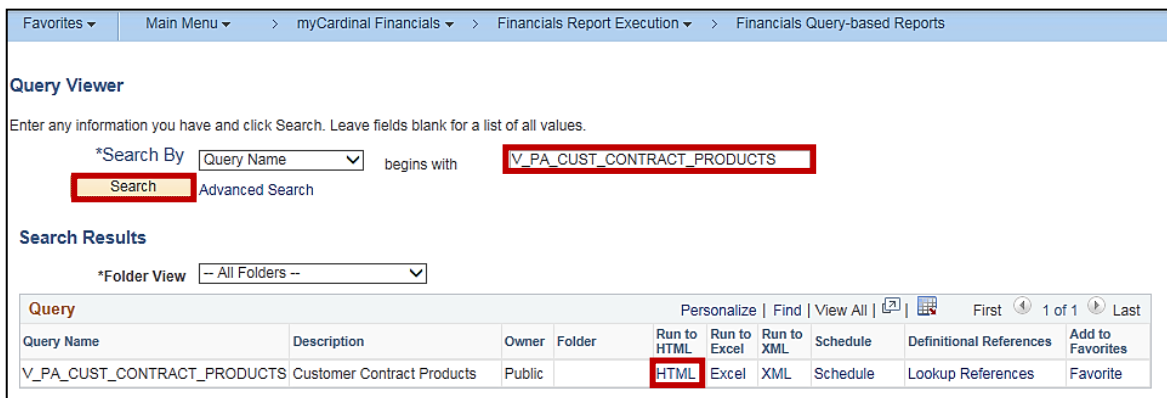 Favorites Main Menu > myCardinal Financials > Financials Report Execution > Financials Query-based Reports
Query Viewer
Enter any information you have and click Search. Leave fields blank for a list of all values.
*Search By Query Name begins with V_PA_CUST_CONTRACT_PRODUCTS
Search Advanced Search
Search Results
*Folder View -- All Folders --
Query Personalize | Find | View All | | First 1 of 1 Last
Query Name Description Owner Folder Run to HTML Run to Excel Run to XML Schedule Definitional References Add to Favorites
V_PA_CUST_CONTRACT_PRODUCTS Customer Contract Products Public HTML Excel XML Schedule Lookup References Favorite